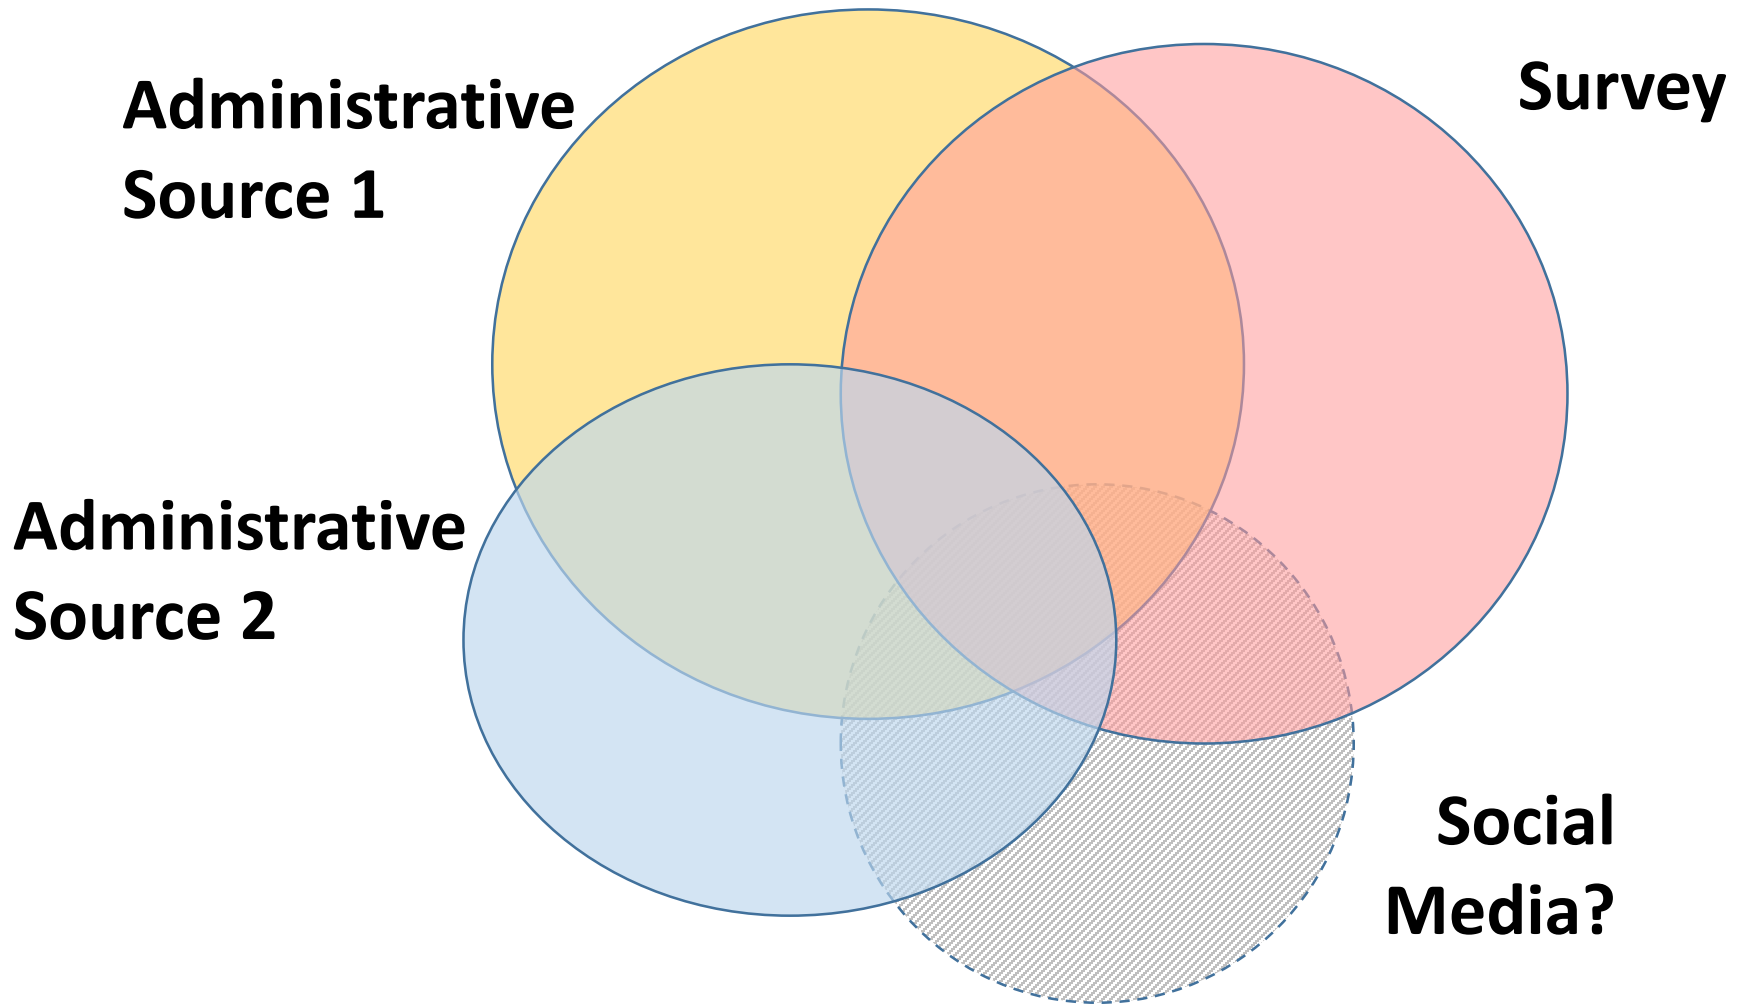 Administrative
Source 1
Survey
Administrative
Source 2
Social
Media?